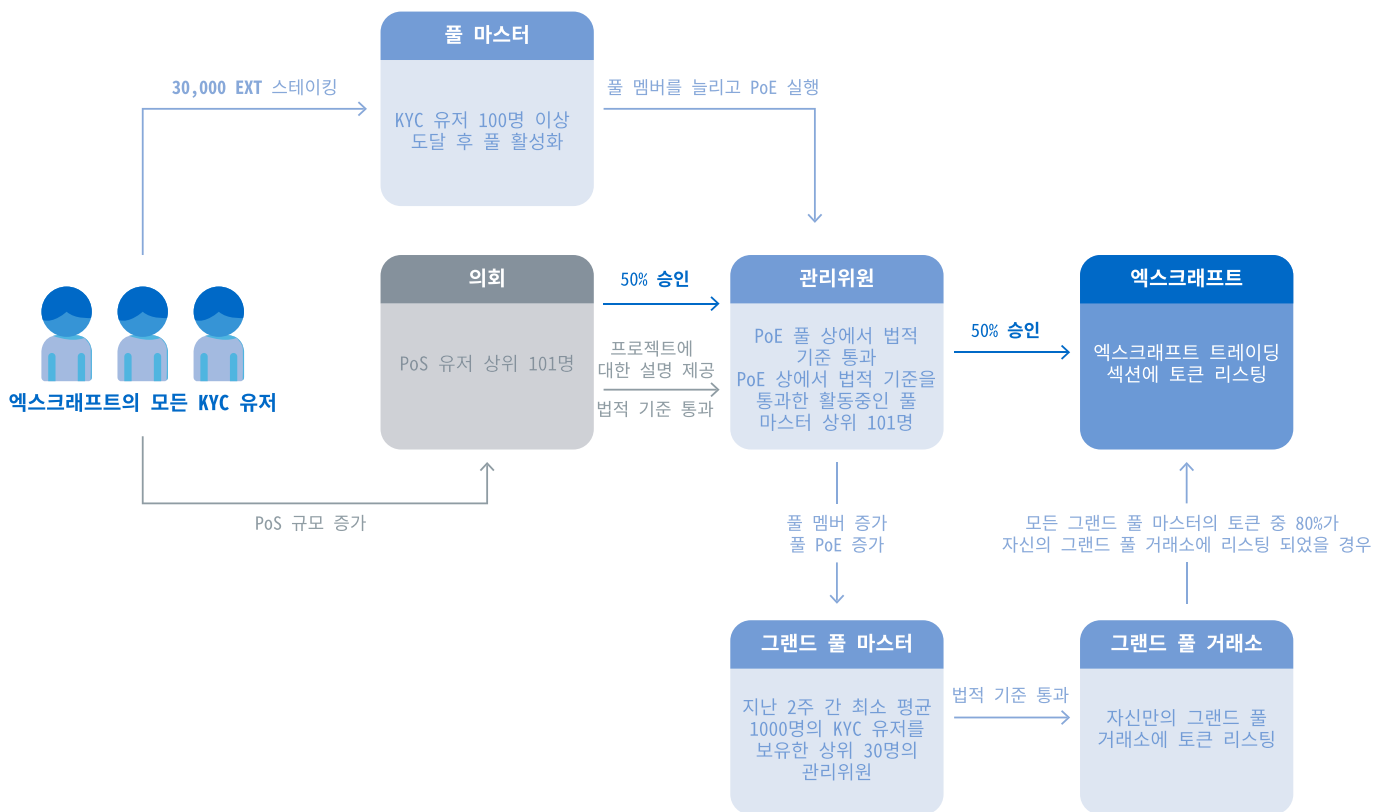 풀 마스터
30,000 EXT 스테이킹
풀 멤버를 늘리고 PoE 실행
KYC 유저 100명 이상
도달 후 풀 활성화
의회
50% 승인
관리위원
엑스크래프트
PoS 유저 상위 101명
프로젝트에
대한 설명 제공
법적 기준 통과
PoE 풀 상에서 법적
기준 통과
PoE 상에서 법적 기준을
통과한 활동중인 풀
마스터 상위 101명
50% 승인
엑스크래프트 트레이딩
섹션에 토큰 리스팅
엑스크래프트의 모든 KYC 유저
PoS 규모 증가
풀 멤버 증가
풀 PoE 증가
모든 그랜드 풀 마스터의 토큰 중 80%가
자신의 그랜드 풀 거래소에 리스팅 되었을 경우
그랜드 풀 마스터
그랜드 풀 거래소
지난 2주 간 최소 평균
1000명의 KYC 유저를
보유한 상위 30명의
관리위원
법적 기준 통과
자신만의 그랜드 풀
거래소에 토큰 리스팅